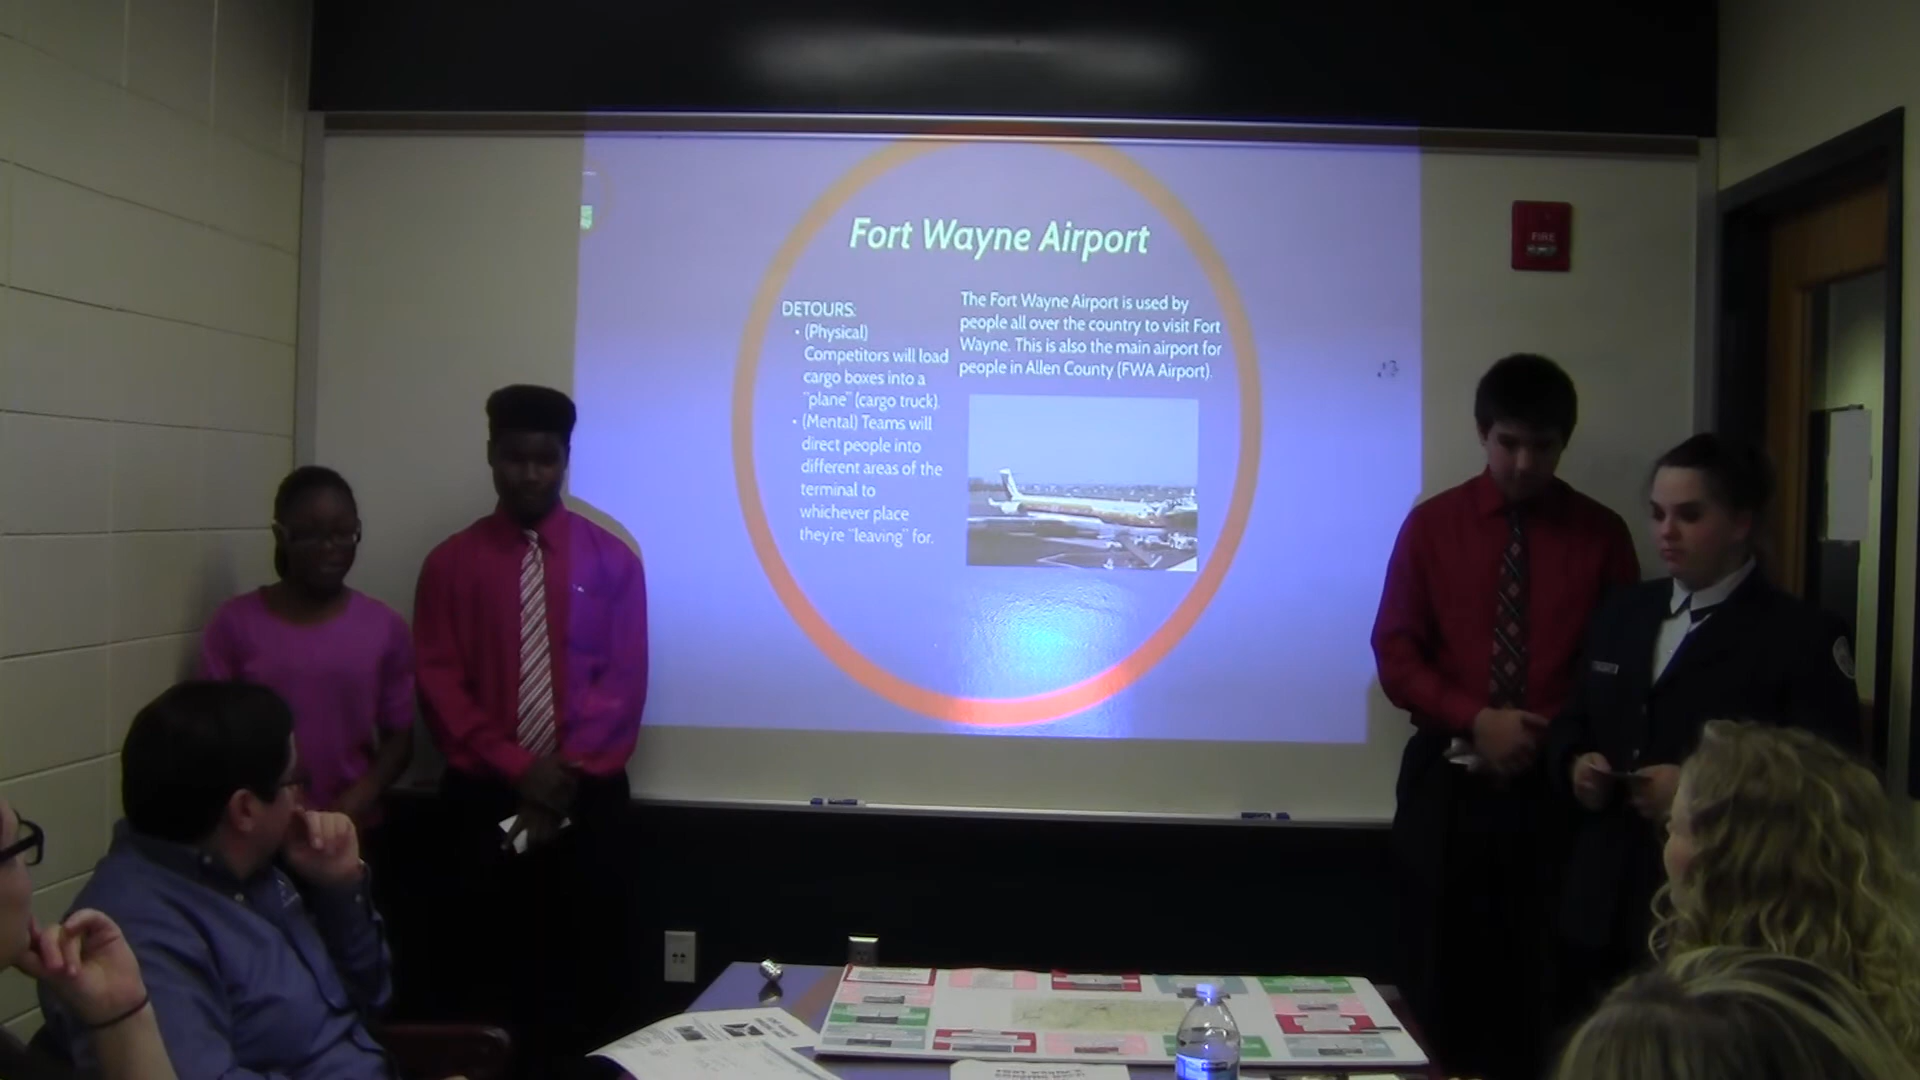 Fort Wayne Airport
DETOURS:
• (Physical)
Competitors will load
cargo boxes into a
"plane" (cargo truck).
• (Mental) Teams will
direct people into
different areas of the
terminal to
whichever place
they're "leaving" for.
The Fort Wayne Airport is used by
people all over the country to visit Fort
Wayne. This is also the main airport for
people in Allen County (FWA Airport).
FIRE